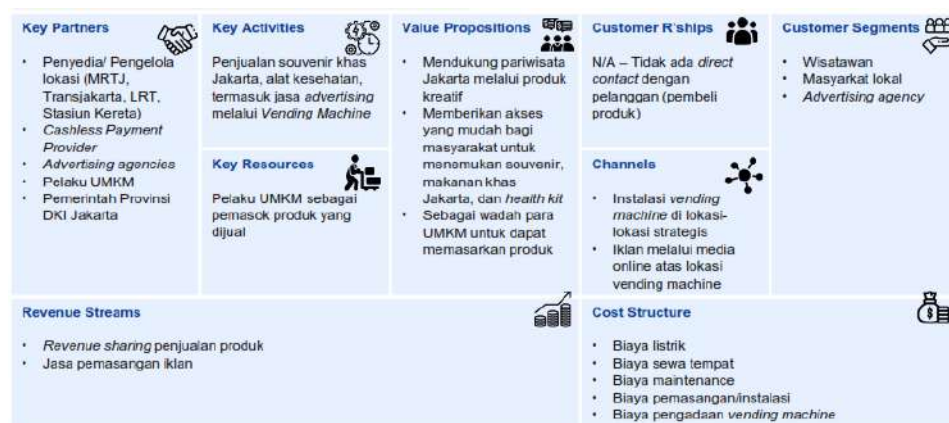 Key Partners
• Penyedia/ Pengelola
lokasi (MRTJ,
Transjakarta, LRT,
Stasiun Kereta)
• Cashless Payment
Provider
• Advertising agencies
• Pelaku UMKM
• Pemerintah Provinsi
DKI Jakarta
Key Activities
Penjualan souvenir khas
Jakarta, alat kesehatan,
termasuk jasa advertising
melalui Vending Machine
Key Resources
Pelaku UMKM sebagai
pemasok produk yang
dijual
Value Propositions
• Mendukung pariwisata
Jakarta melalui produk
kreatif
• Memberikan akses
yang mudah bagi
masyarakat untuk
menemukan souvenir,
makanan khas
Jakarta, dan health kit
• Sebagai wadah para
UMKM untuk dapat
memasarkan produk
Customer R'ships
N/A – Tidak ada direct
contact dengan
pelanggan (pembeli
produk)
Channels
• Instalasi vending
machine di lokasi-
lokasi strategis
• Iklan melalui media
online atas lokasi
vending machine
Customer Segments
• Wisatawan
• Masyarkat lokal
• Advertising agency
Revenue Streams
• Revenue sharing penjualan produk
• Jasa pemasangan iklan
Cost Structure
• Biaya listrik
• Biaya sewa tempat
• Biaya maintenance
• Biaya pemasangan/instalasi
• Biaya pengadaan vending machine